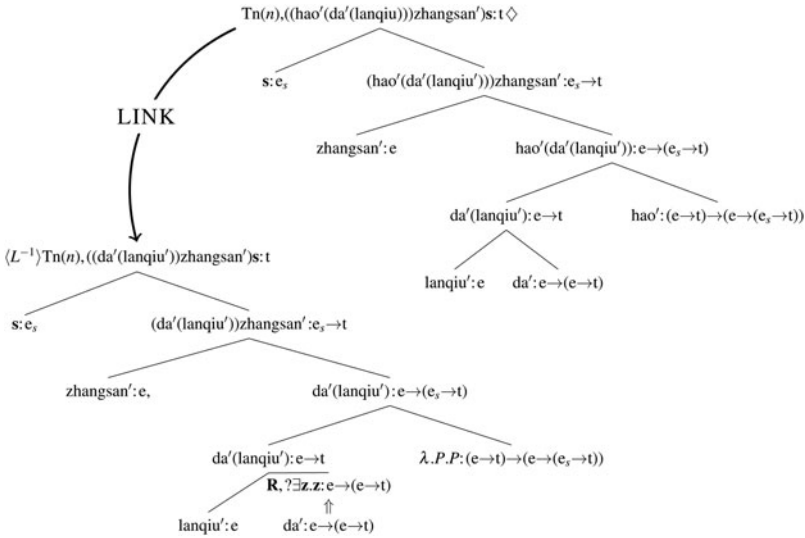 Tn(n),((hao′(da′(lanqiu)))zhangsan′)s:t◇
s:eₛ
(hao′(da′(lanqiu′)))zhangsan′:eₛ→t
LINK
zhangsan′:e
hao′(da′(lanqiu′)):e→(eₛ→t)
da′(lanqiu′):e→t
hao′:(e→t)→(e→(eₛ→t))
lanqiu′:e
da′:e→(e→t)
⟨L⁻¹⟩Tn(n),((da′(lanqiu′))zhangsan′)s:t
s:eₛ
(da′(lanqiu′))zhangsan′:eₛ→t
zhangsan′:e,
da′(lanqiu′):e→(eₛ→t)
da′(lanqiu′):e→t
λ.P.P:(e→t)→(e→(eₛ→t))
R,?∃z.z:e→(e→t)
⇑
lanqiu′:e
da′:e→(e→t)